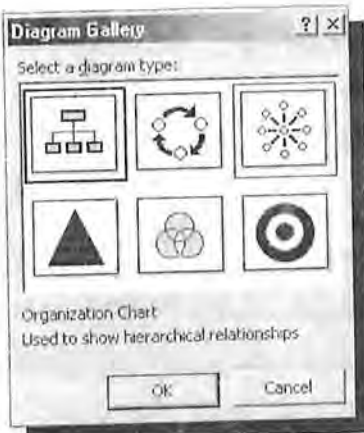 Diagram Gallery ? X
Select a diagram type:
Organization Chart
Used to show hierarchical relationships
OK Cancel